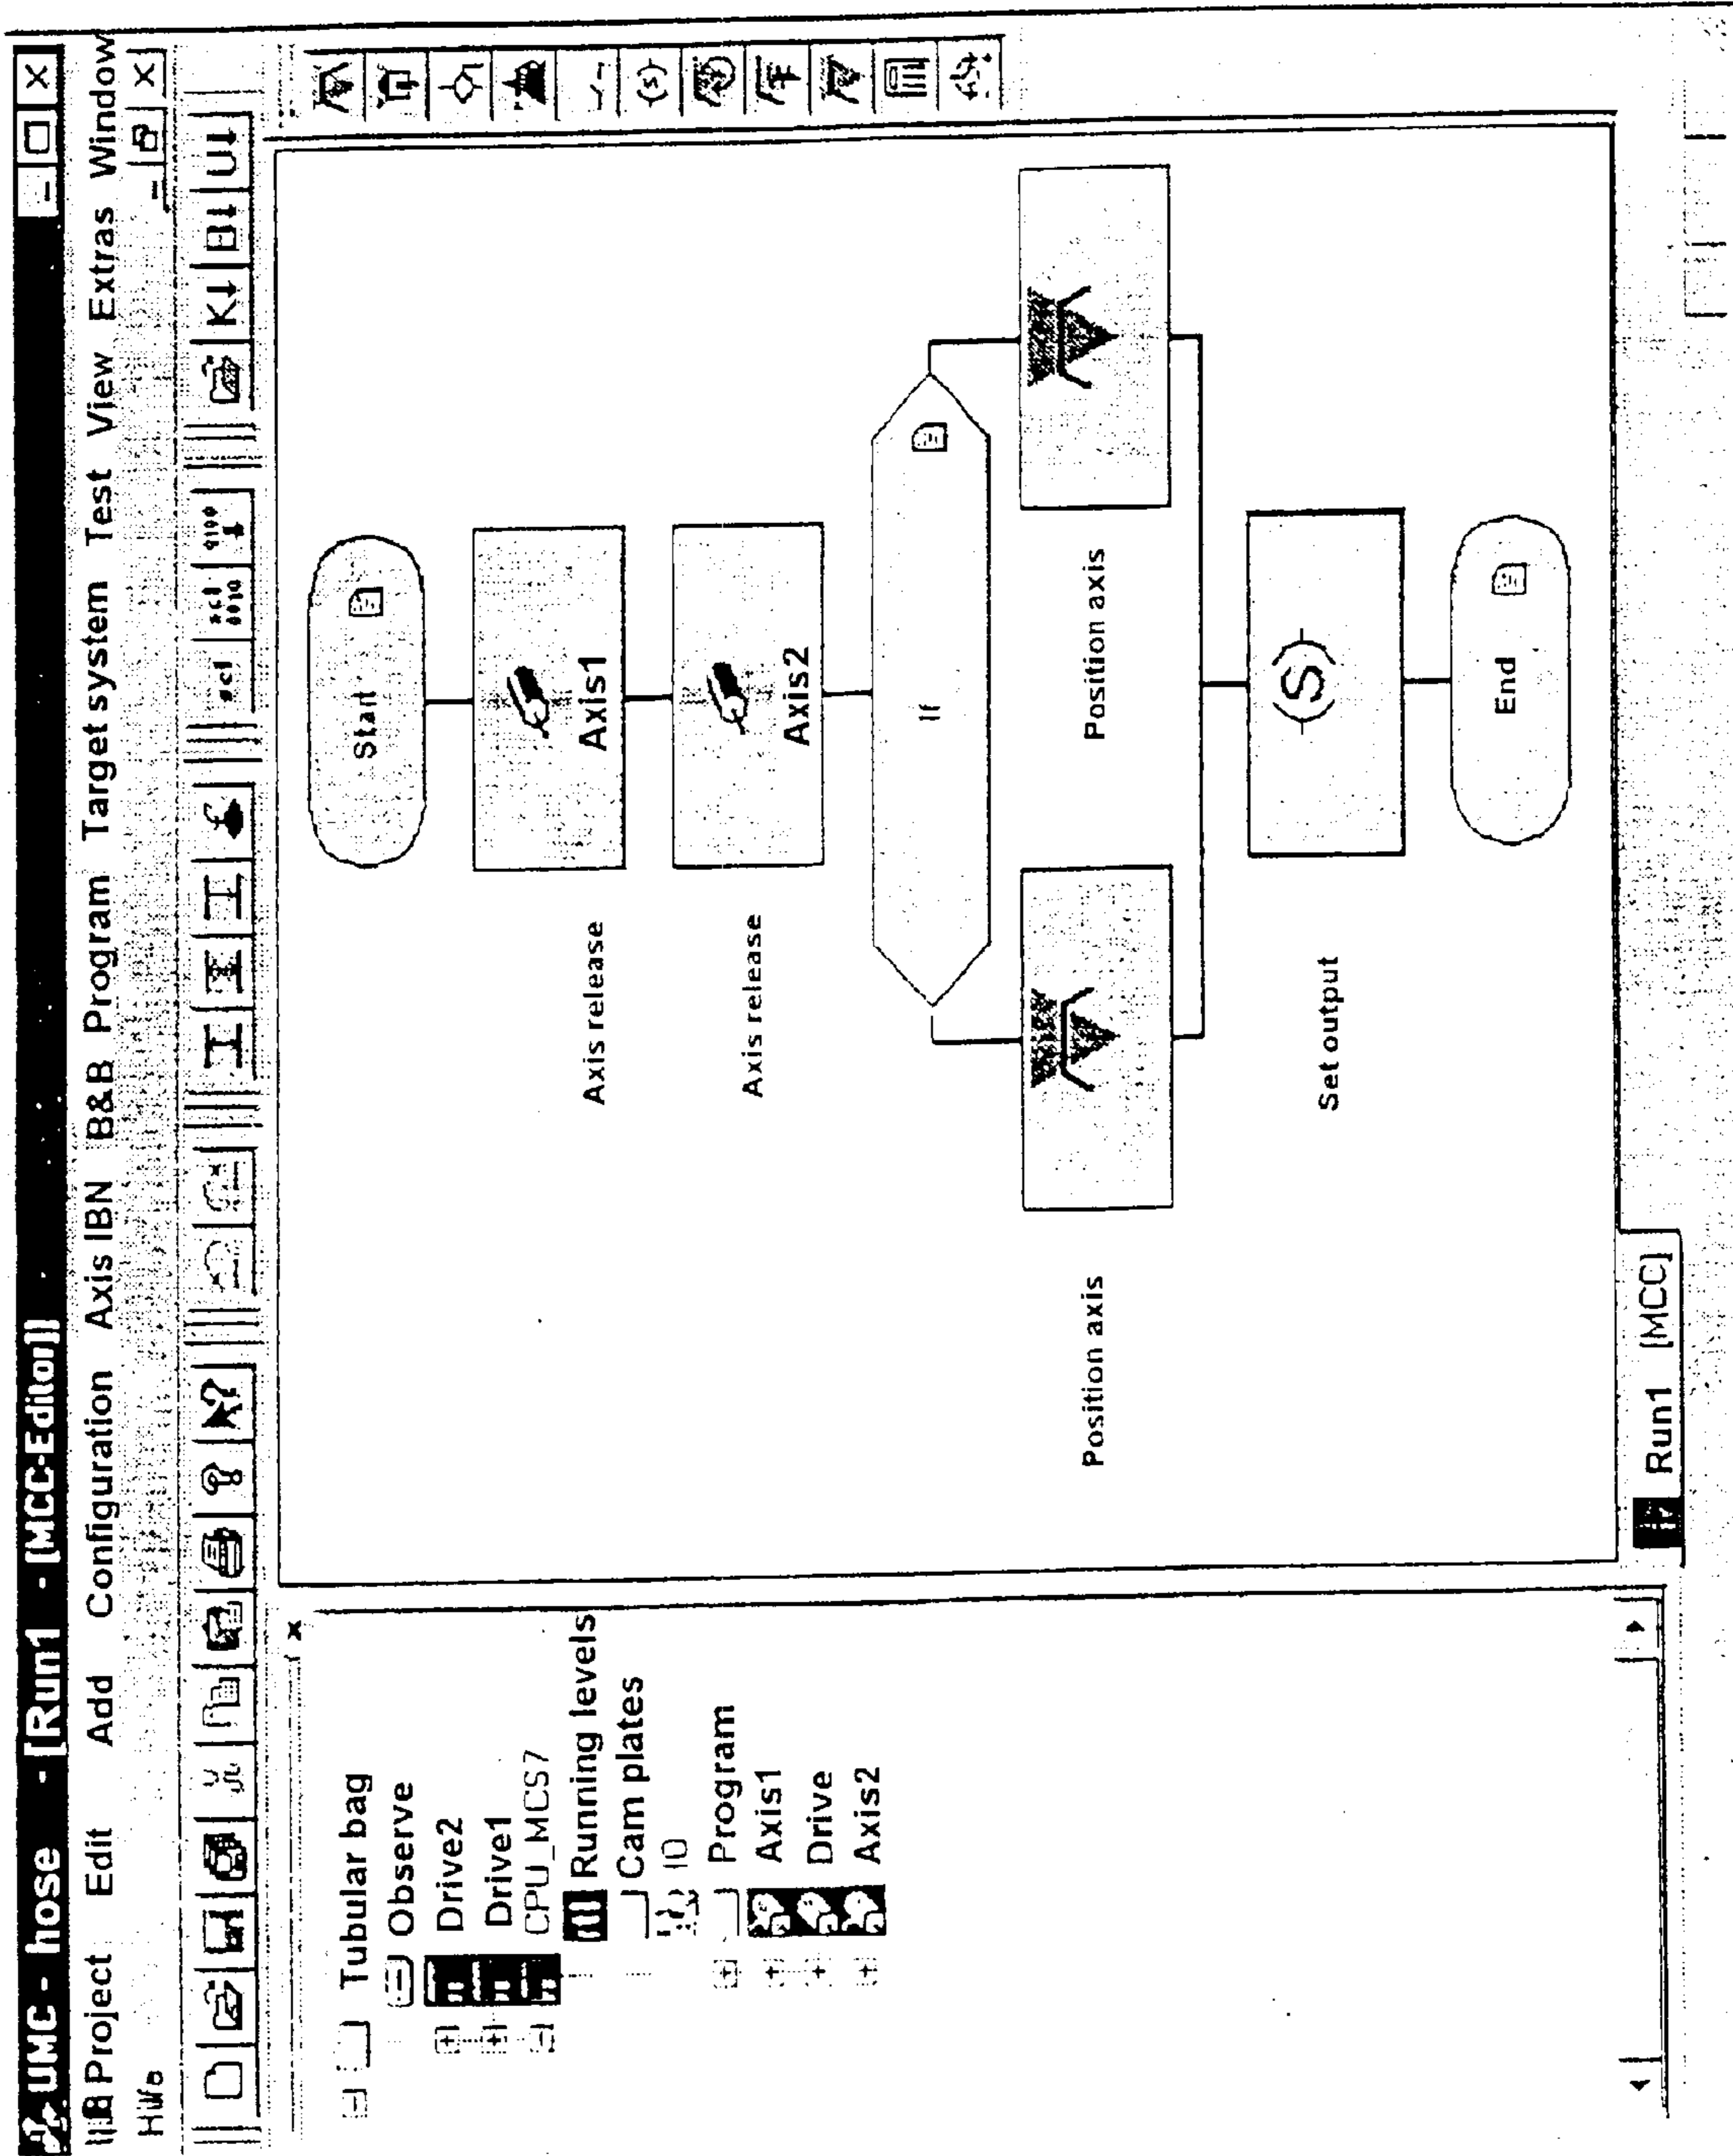 UMC - hose - [Run1 - [MCC-Editor]]
Project Edit Add Configuration Axis IBN B&B Program Target system Test View Extras Window
K B U
Tubular bag
Observe
Drive2
Drive1
CPU_MCS7
Running levels
Cam plates
IO
Program
Axis1
Drive
Axis2
Start
Axis release
Axis1
Axis release
Axis2
If
Position axis
Position axis
Set output
(S)
End
Run1 [MCC]